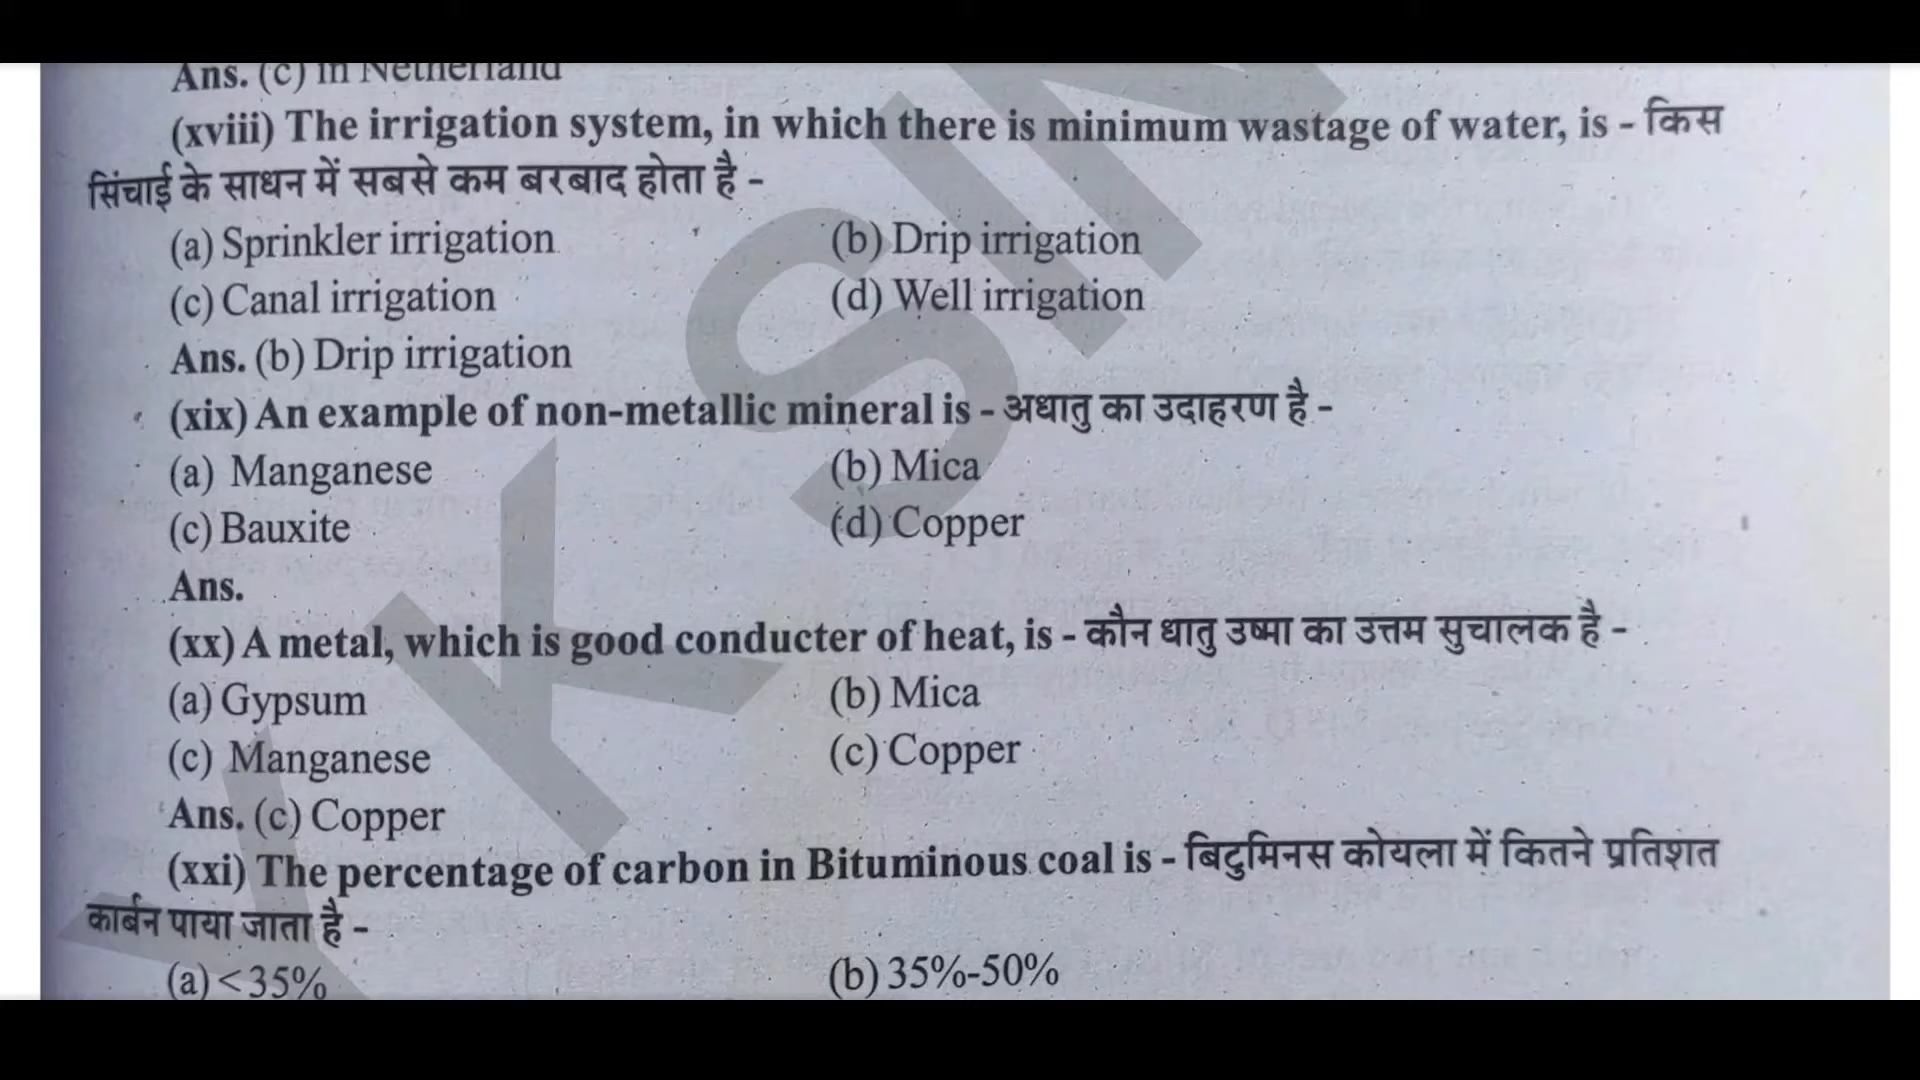 Ans. (c) in Netherland
(xviii) The irrigation system, in which there is minimum wastage of water, is - किस
सिंचाई के साधन में सबसे कम बरबाद होता है -
(a) Sprinkler irrigation (b) Drip irrigation
(c) Canal irrigation (d) Well irrigation
Ans. (b) Drip irrigation
(xix) An example of non-metallic mineral is - अधातु का उदाहरण है -
(a) Manganese (b) Mica
(c) Bauxite (d) Copper
Ans.
(xx) A metal, which is good conducter of heat, is - कौन धातु उष्मा का उत्तम सुचालक है -
(a) Gypsum (b) Mica
(c) Manganese (c) Copper
Ans. (c) Copper
(xxi) The percentage of carbon in Bituminous coal is - बिटुमिनस कोयला में कितने प्रतिशत
कार्बन पाया जाता है -
(a) <35% (b) 35%-50%